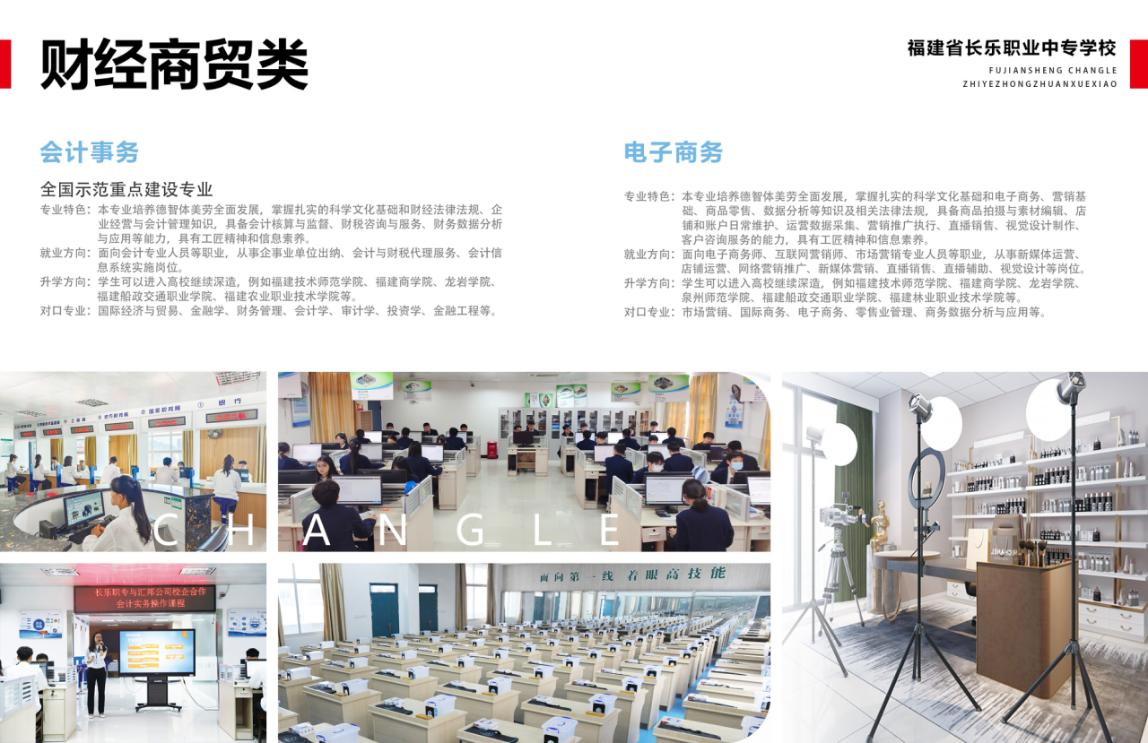 财经商贸类
福建省长乐职业中专学校
FUJIANSHENG CHANGLE
ZHIYEZHONGZHUANXUEXIAO
会计事务
全国示范重点建设专业
专业特色：本专业培养德智体美劳全面发展，掌握扎实的科学文化基础和财经法律法规、企
业经营与会计管理知识，具备会计核算与监督、财税咨询与服务、财务数据分析
与应用等能力，具有工匠精神和信息素养。
就业方向：面向会计专业人员等职业，从事企事业单位出纳、会计与财税代理服务、会计信
息系统实施岗位。
升学方向：学生可以进入高校继续深造，例如福建技术师范学院、福建商学院、龙岩学院、
福建船政交通职业学院、福建农业职业技术学院等。
对口专业：国际经济与贸易、金融学、财务管理、会计学、审计学、投资学、金融工程等。
电子商务
专业特色：本专业培养德智体美劳全面发展，掌握扎实的科学文化基础和电子商务、营销基
础、商品零售、数据分析等知识及相关法律法规，具备商品拍摄与素材编辑、店
铺和账户日常维护、运营数据采集、营销推广执行、直播销售、视觉设计制作、
客户咨询服务的能力，具有工匠精神和信息素养。
就业方向：面向电子商务师、互联网营销师、市场营销专业人员等职业，从事新媒体运营、
店铺运营、网络营销推广、新媒体营销、直播销售、直播辅助、视觉设计等岗位。
升学方向：学生可以进入高校继续深造，例如福建技术师范学院、福建商学院、龙岩学院、
泉州师范学院、福建船政交通职业学院、福建林业职业技术学院等。
对口专业：市场营销、国际商务、电子商务、零售业管理、商务数据分析与应用等。
银行
CHANGLE
长乐职专与汇邦公司校企合作
会计实务操作课程
面向第一线 着眼高技能